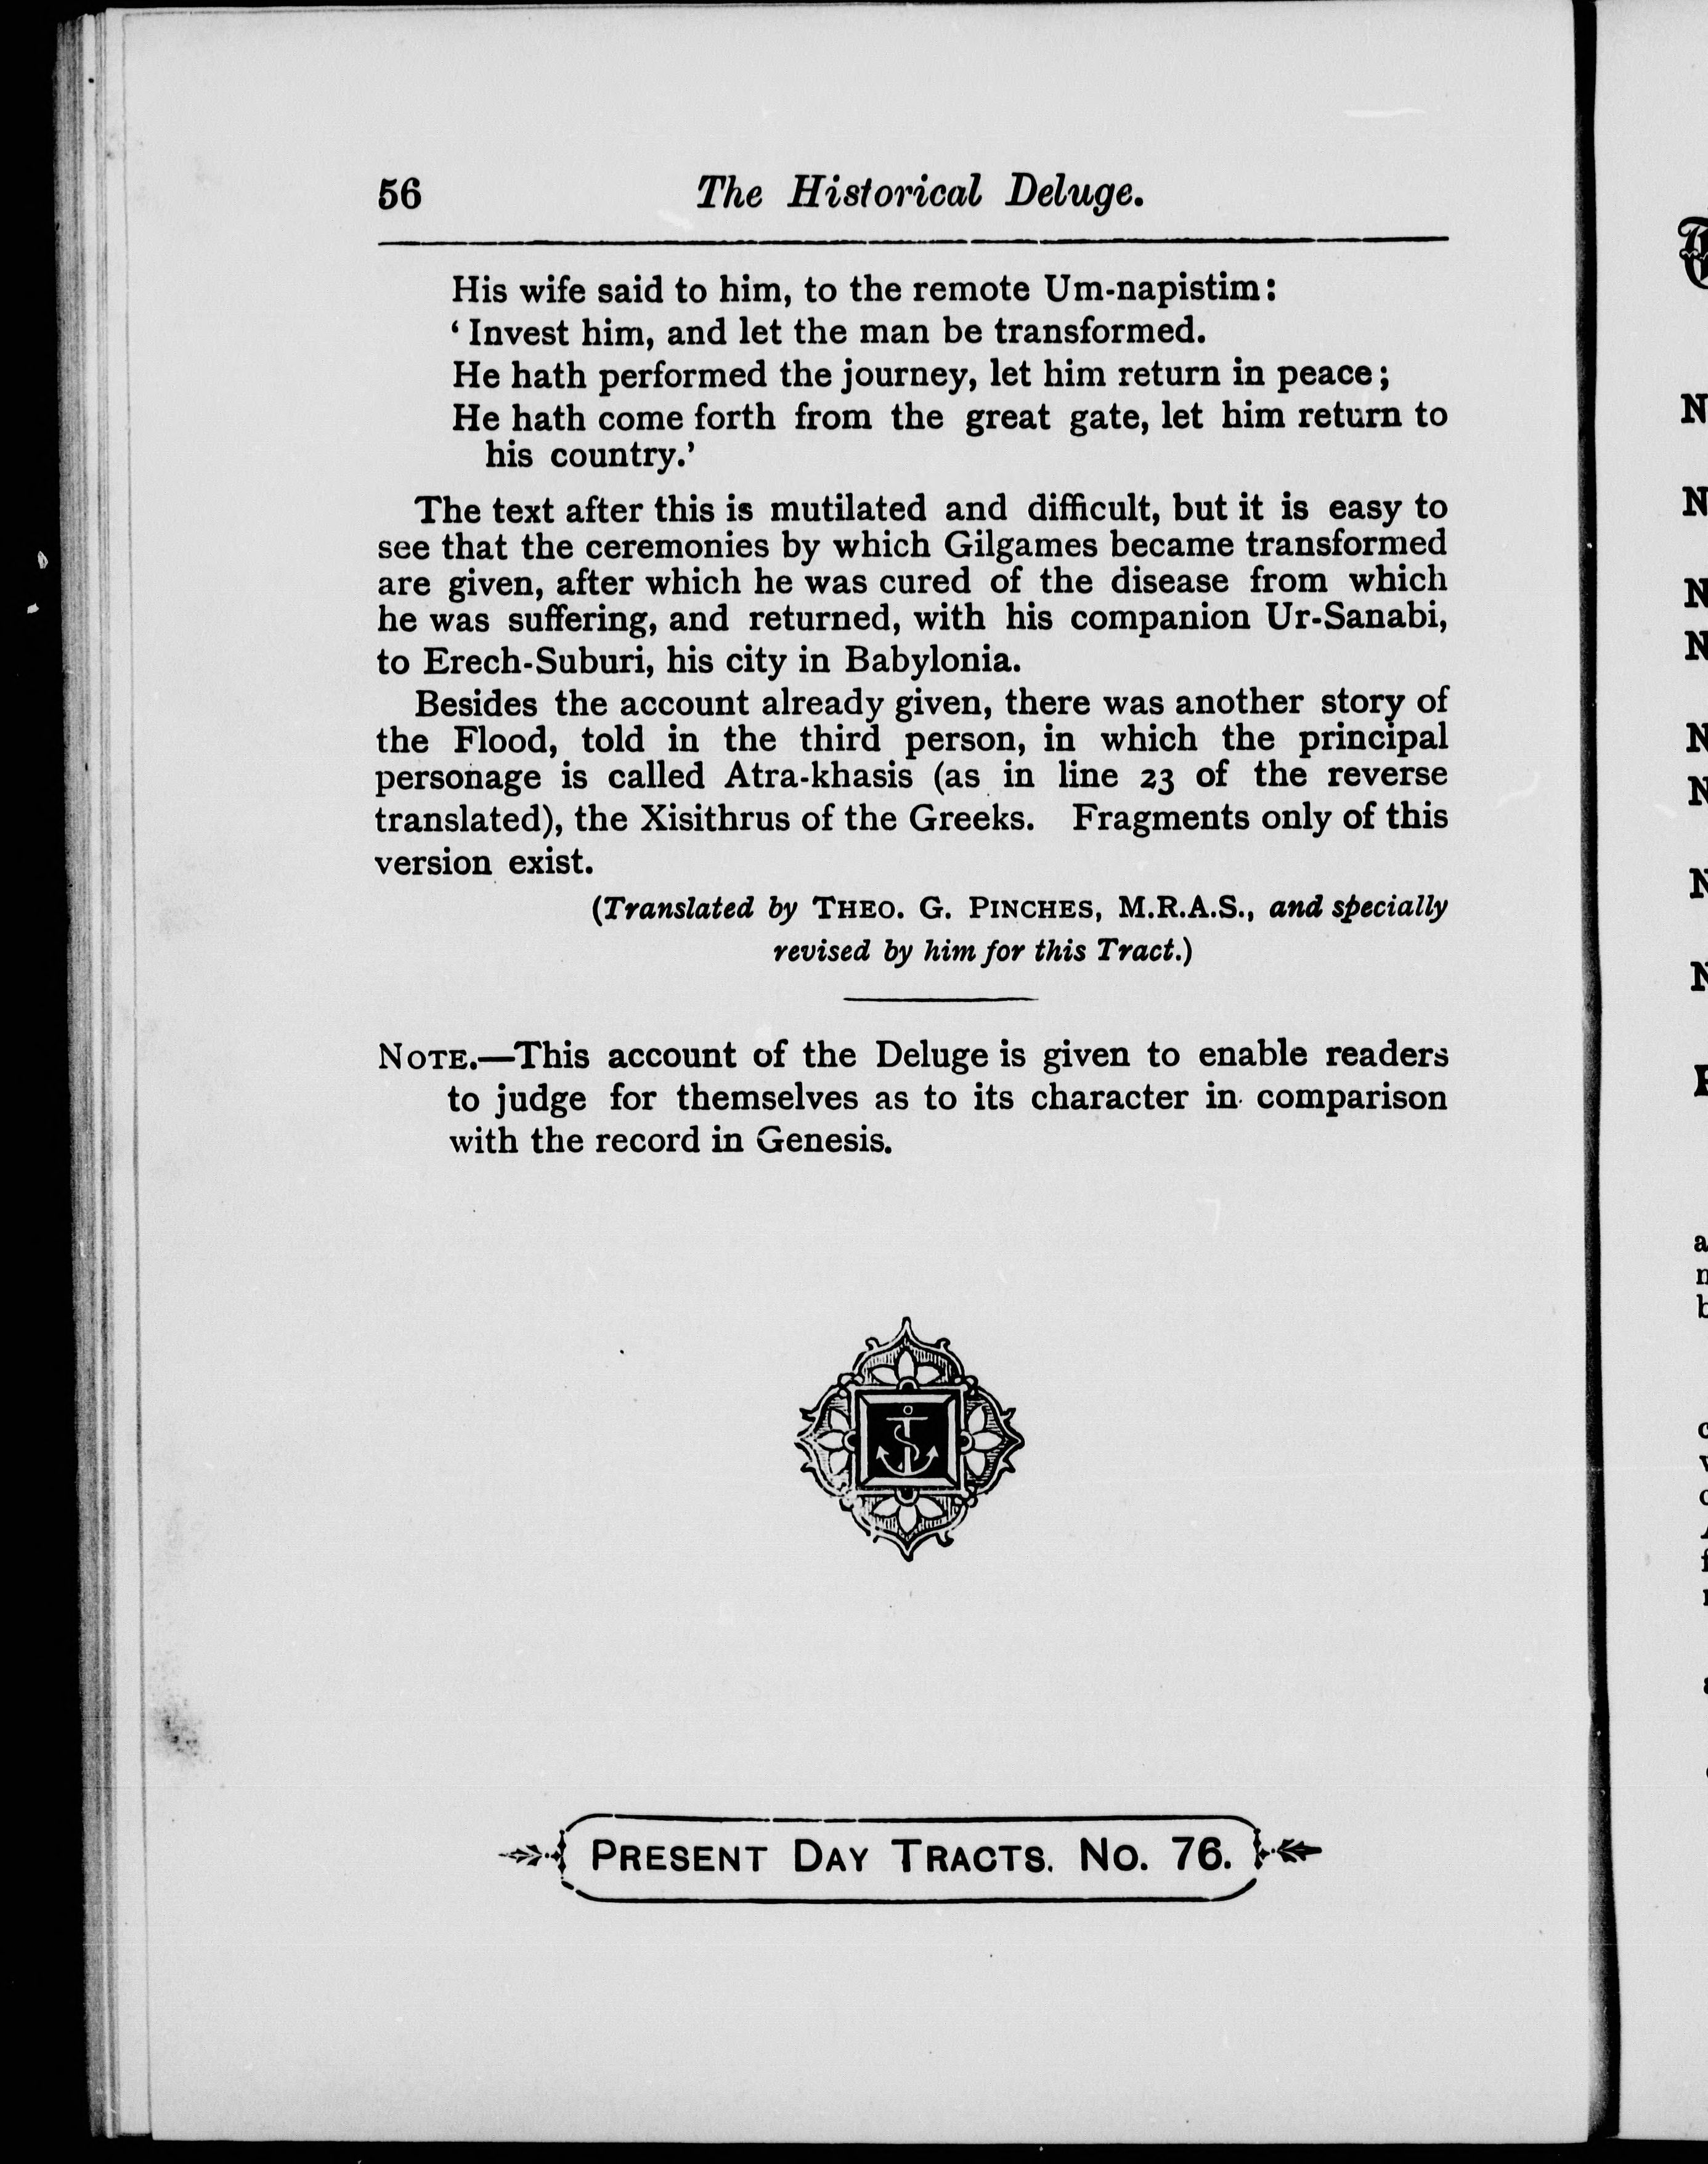 56 The Historical Deluge.
His wife said to him, to the remote Um-napistim:
‘Invest him, and let the man be transformed.
He hath performed the journey, let him return in peace;
He hath come forth from the great gate, let him return to
his country.’
The text after this is mutilated and difficult, but it is easy to
see that the ceremonies by which Gilgames became transformed
are given, after which he was cured of the disease from which
he was suffering, and returned, with his companion Ur-Sanabi,
to Erech-Suburi, his city in Babylonia.
Besides the account already given, there was another story of
the Flood, told in the third person, in which the principal
personage is called Atra-khasis (as in line 23 of the reverse
translated), the Xisithrus of the Greeks. Fragments only of this
version exist.
(Translated by THEO. G. PINCHES, M.R.A.S., and specially
revised by him for this Tract.)
NOTE.—This account of the Deluge is given to enable readers
to judge for themselves as to its character in comparison
with the record in Genesis.
PRESENT DAY TRACTS. NO. 76.